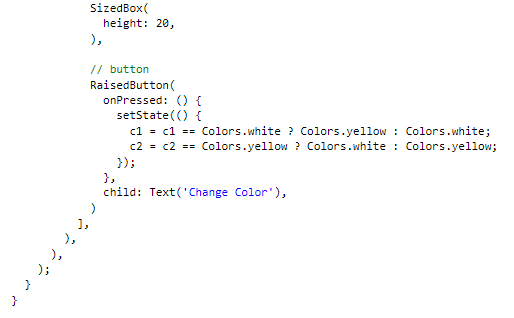 SizedBox(
  height: 20,
),

// button
RaisedButton(
  onPressed: () {
    setState(() {
      c1 = c1 == Colors.white ? Colors.yellow : Colors.white;
      c2 = c2 == Colors.yellow ? Colors.white : Colors.yellow;
    });
  },
  child: Text('Change Color'),
)
],
),
),
);
}
}